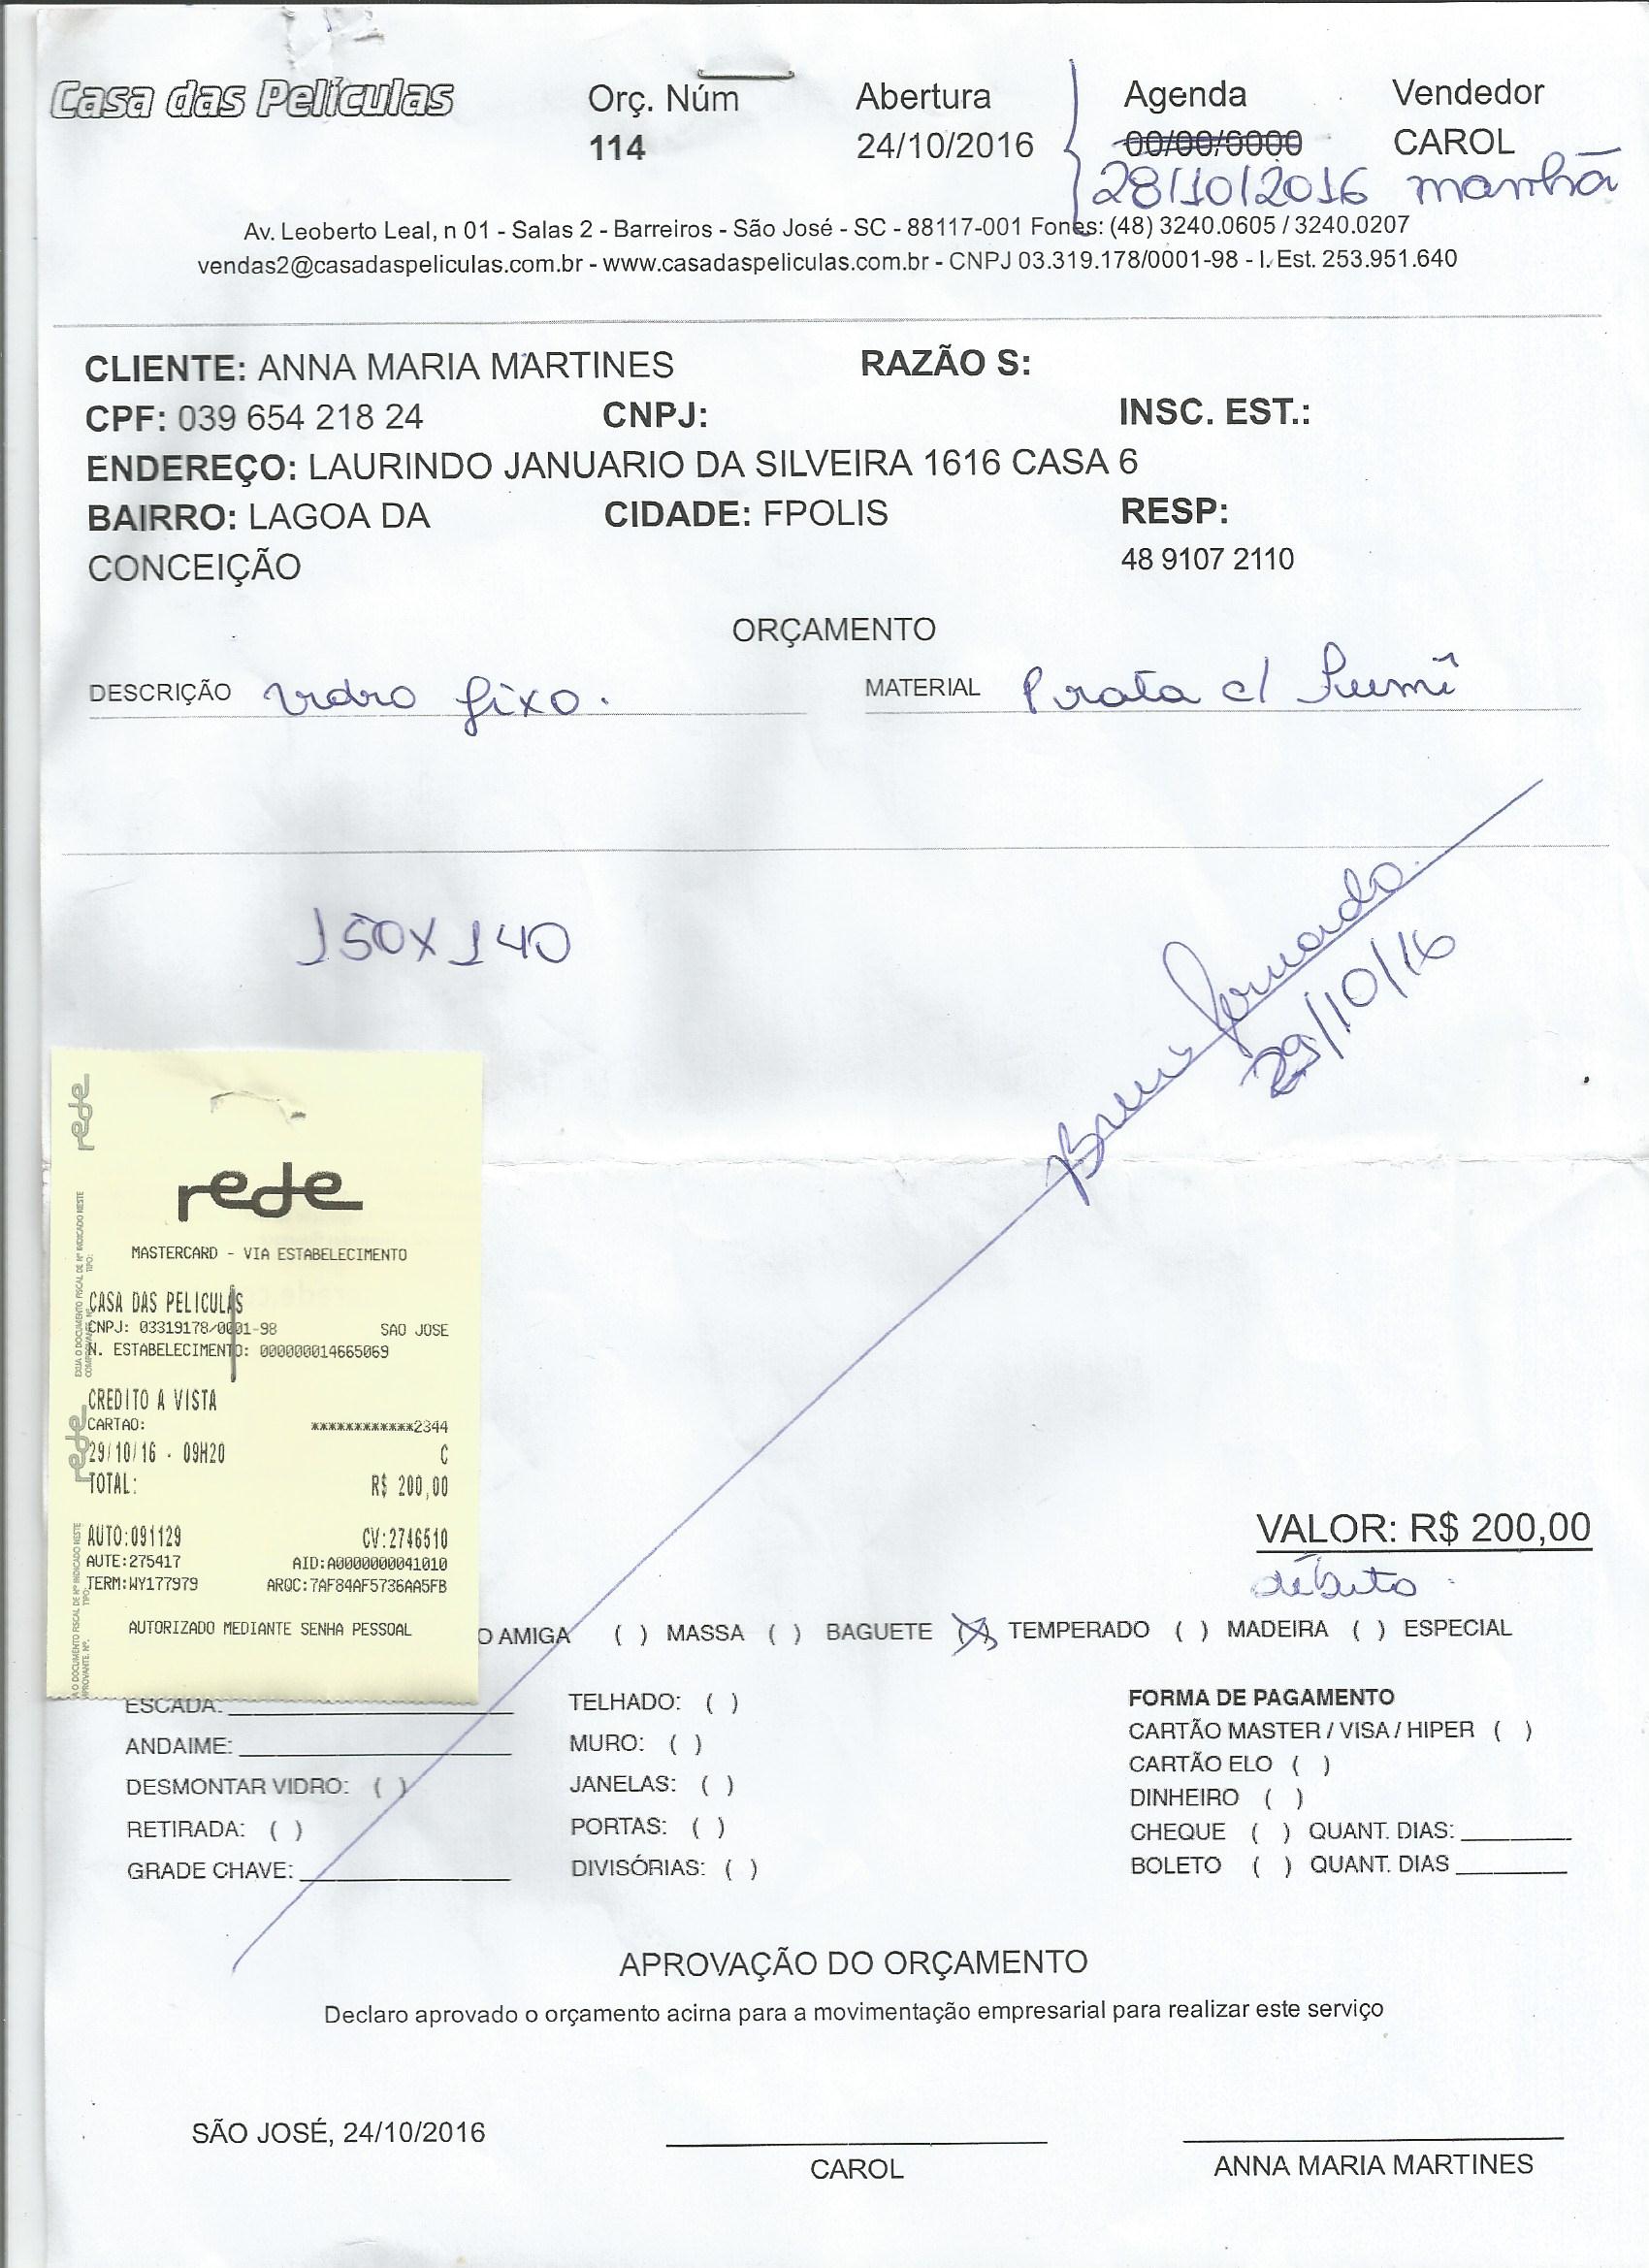 Casa das Películas
Orç. Núm
114
Abertura
24/10/2016
Agenda
00/00/0000
28/10/2016 manhã
Vendedor
CAROL
Av. Leoberto Leal, n 01 - Salas 2 - Barreiros - São José - SC - 88117-001 Fones: (48) 3240.0605 / 3240.0207
vendas2@casadaspeliculas.com.br - www.casadaspeliculas.com.br - CNPJ 03.319.178/0001-98 - I. Est. 253.951.640
CLIENTE: ANNA MARIA MARTINES RAZÃO S:
CPF: 039 654 218 24 CNPJ: INSC. EST.:
ENDEREÇO: LAURINDO JANUARIO DA SILVEIRA 1616 CASA 6
BAIRRO: LAGOA DA CIDADE: FPOLIS RESP:
CONCEIÇÃO 48 9107 2110
ORÇAMENTO
DESCRIÇÃO vidro fixo. MATERIAL Prata c/ Fumê
150X140
Fernando
29/10/16
rede
rede
MASTERCARD - VIA ESTABELECIMENTO
CASA DAS PELICULAS
CNPJ: 03319178/0001-98 SAO JOSE
N. ESTABELECIMENTO: 000000014665069
CREDITO A VISTA
CARTAO: ************2344
29/10/16 - 09H20 C
TOTAL: R$ 200,00
AUTO:091129 CV:2746510
AUTE:275417 AID:A0000000041010
TERM:WY177979 ARQC:7AF84AF5736AA5FB
AUTORIZADO MEDIANTE SENHA PESSOAL
rede
VALOR: R$ 200,00
débito
O AMIGA ( ) MASSA ( ) BAGUETE (X) TEMPERADO ( ) MADEIRA ( ) ESPECIAL
ESCADA: TELHADO: ( ) FORMA DE PAGAMENTO
ANDAIME: MURO: ( ) CARTÃO MASTER / VISA / HIPER ( )
DESMONTAR VIDRO: ( ) JANELAS: ( ) CARTÃO ELO ( )
DINHEIRO ( )
RETIRADA: ( ) PORTAS: ( ) CHEQUE ( ) QUANT. DIAS:
GRADE CHAVE: DIVISÓRIAS: ( ) BOLETO ( ) QUANT. DIAS
APROVAÇÃO DO ORÇAMENTO
Declaro aprovado o orçamento acima para a movimentação empresarial para realizar este serviço
SÃO JOSÉ, 24/10/2016
CAROL
ANNA MARIA MARTINES